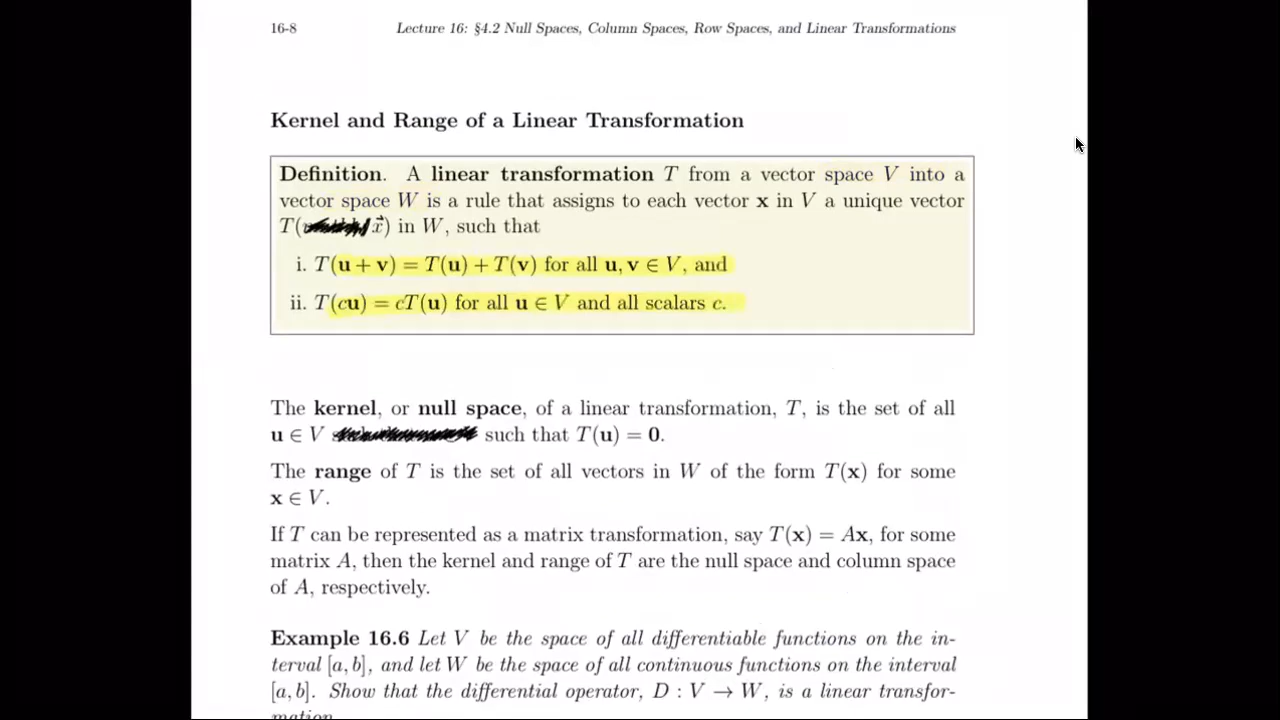 16-8 Lecture 16: §4.2 Null Spaces, Column Spaces, Row Spaces, and Linear Transformations
Kernel and Range of a Linear Transformation
Definition. A linear transformation T from a vector space V into a
vector space W is a rule that assigns to each vector x in V a unique vector
T( x⃗) in W, such that
i. T(u + v) = T(u) + T(v) for all u, v ∈ V, and
ii. T(cu) = cT(u) for all u ∈ V and all scalars c.
The kernel, or null space, of a linear transformation, T, is the set of all
u ∈ V such that T(u) = 0.
The range of T is the set of all vectors in W of the form T(x) for some
x ∈ V.
If T can be represented as a matrix transformation, say T(x) = Ax, for some
matrix A, then the kernel and range of T are the null space and column space
of A, respectively.
Example 16.6 Let V be the space of all differentiable functions on the in-
terval [a, b], and let W be the space of all continuous functions on the interval
[a, b]. Show that the differential operator, D : V → W, is a linear transfor-
mation